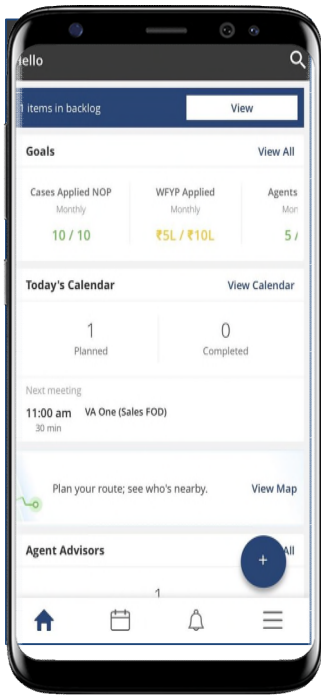 Hello
1 items in backlog
View
Goals
View All
Cases Applied NOP
WFYP Applied
Agents
Monthly
Monthly
Mon
10 / 10
₹5L / ₹10L
5 /
Today's Calendar
View Calendar
1
0
Planned
Completed
Next meeting
11:00 am
VA One (Sales FOD)
30 min
Plan your route; see who's nearby.
View Map
Agent Advisors
All
1
+